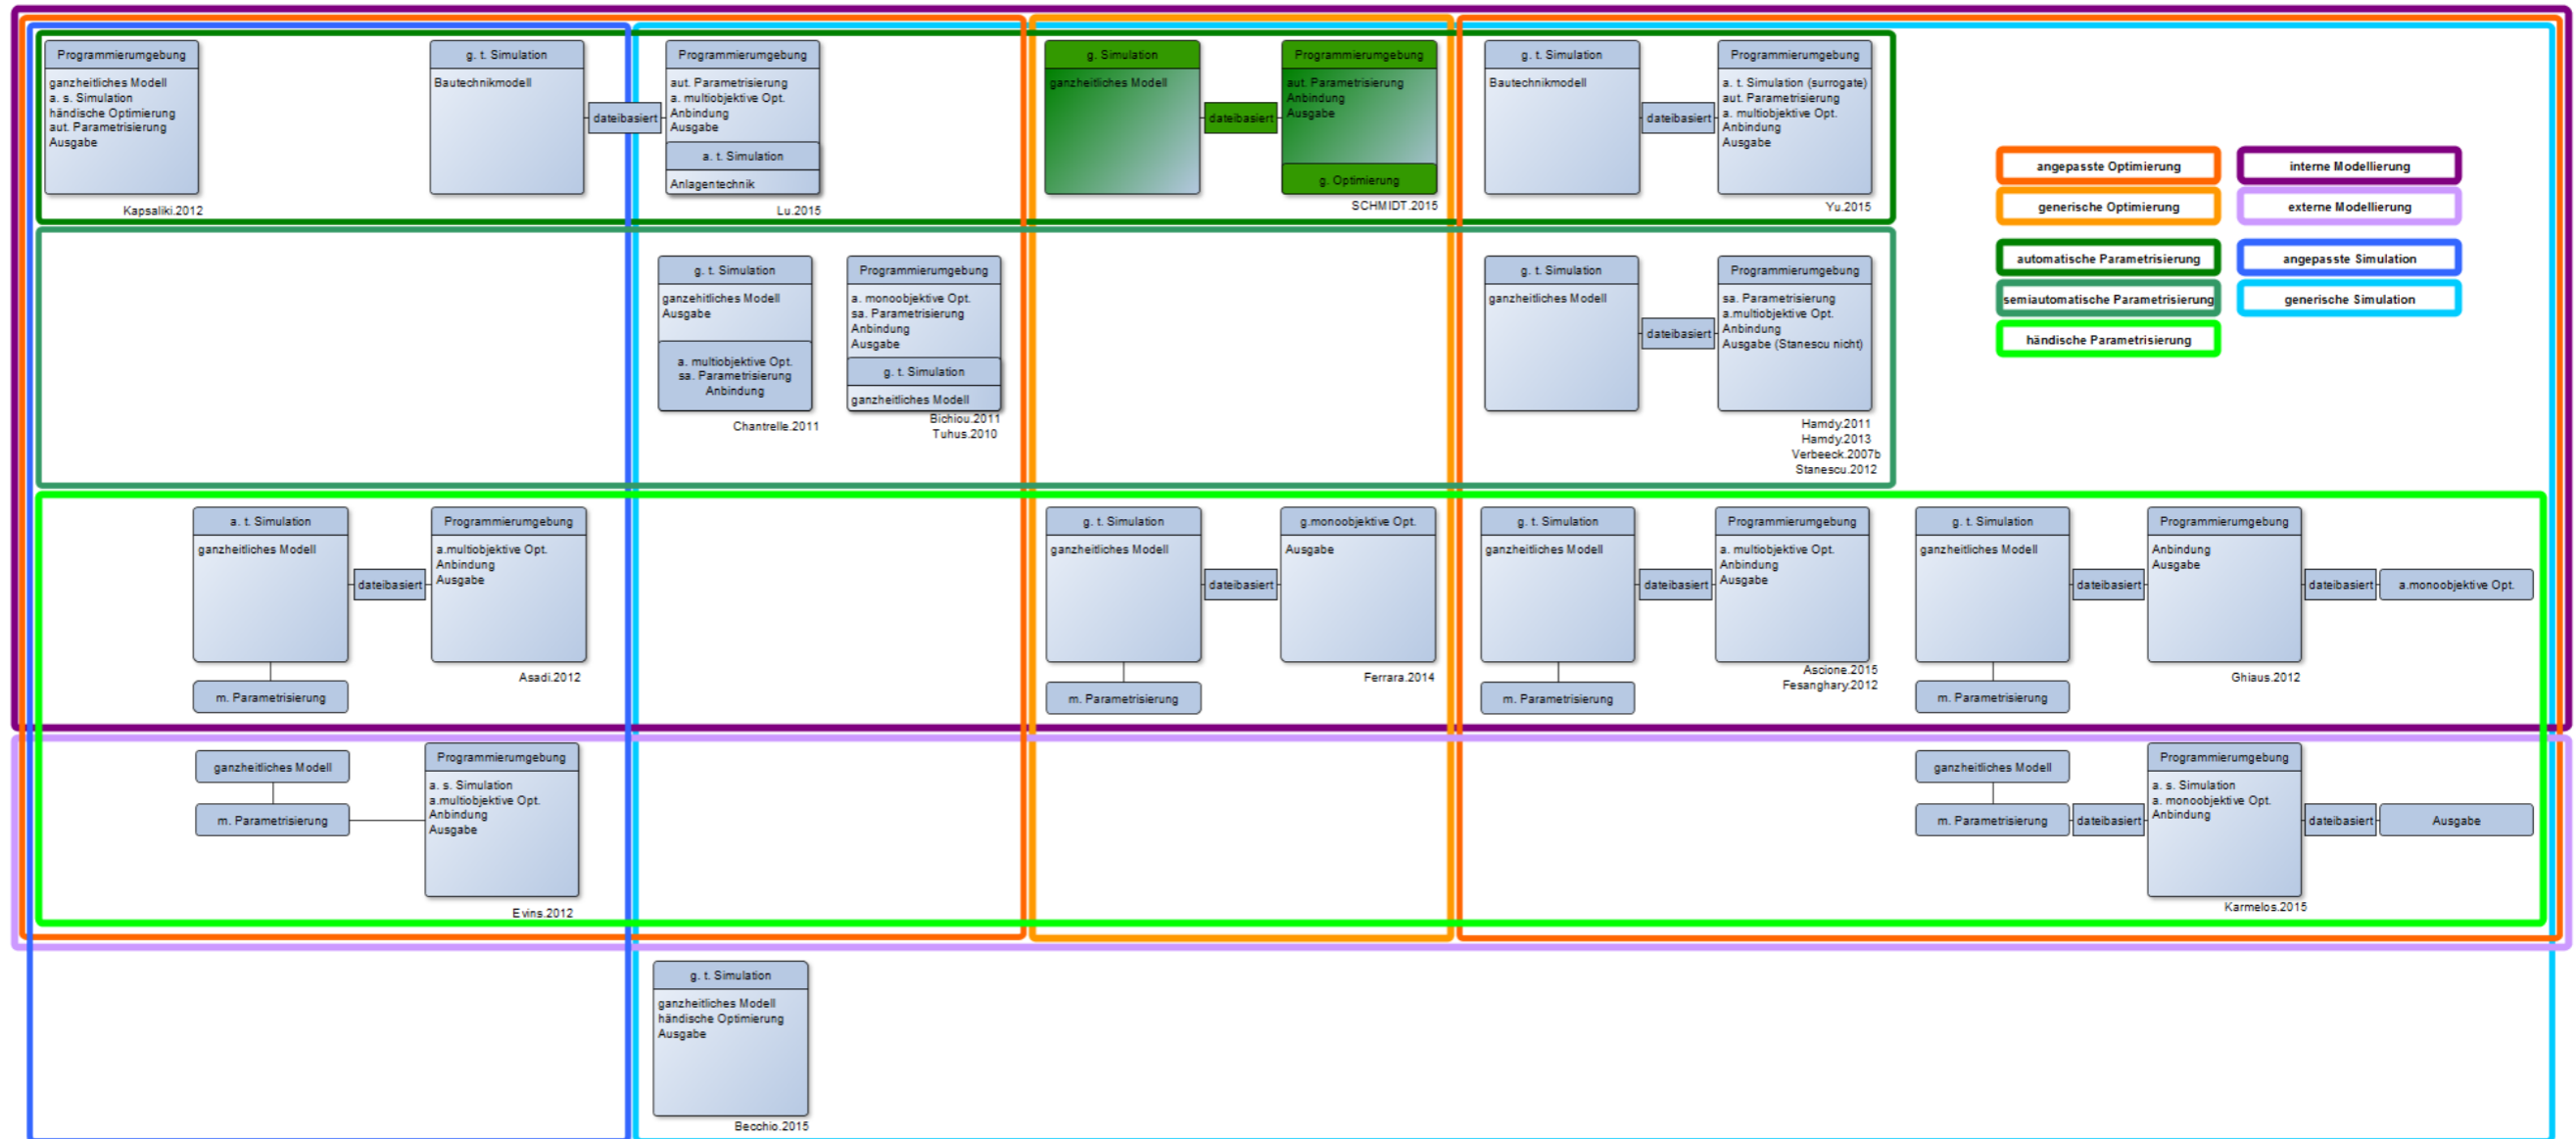 Programmierumgebung
ganzheitliches Modell
a. s. Simulation
händische Optimierung
aut. Parametrisierung
Ausgabe
Kapsaliki.2012
g. t. Simulation
Bautechnikmodell
dateibasiert
Programmierumgebung
aut. Parametrisierung
a. multiobjektive Opt.
Anbindung
Ausgabe
a. t. Simulation
Anlagentechnik
Lu.2015
g. Simulation
ganzheitliches Modell
dateibasiert
Programmierumgebung
aut. Parametrisierung
Anbindung
Ausgabe
g. Optimierung
SCHMIDT.2015
g. t. Simulation
Bautechnikmodell
dateibasiert
Programmierumgebung
a. t. Simulation (surrogate)
aut. Parametrisierung
a. multiobjektive Opt.
Anbindung
Ausgabe
Yu.2015
angepasste Optimierung
interne Modellierung
generische Optimierung
externe Modellierung
automatische Parametrisierung
angepasste Simulation
semiautomatische Parametrisierung
generische Simulation
händische Parametrisierung
g. t. Simulation
ganzehitliches Modell
Ausgabe
a. multiobjektive Opt.
sa. Parametrisierung
Anbindung
Chantrelle.2011
Programmierumgebung
a. monoobjektive Opt.
sa. Parametrisierung
Anbindung
Ausgabe
g. t. Simulation
ganzheitliches Modell
Bichiou.2011
Tuhus.2010
g. t. Simulation
ganzheitliches Modell
dateibasiert
Programmierumgebung
sa. Parametrisierung
a.multiobjektive Opt.
Anbindung
Ausgabe (Stanescu nicht)
Hamdy.2011
Hamdy.2013
Verbeeck.2007b
Stanescu.2012
a. t. Simulation
ganzheitliches Modell
m. Parametrisierung
dateibasiert
Programmierumgebung
a.multiobjektive Opt.
Anbindung
Ausgabe
Asadi.2012
g. t. Simulation
ganzheitliches Modell
m. Parametrisierung
dateibasiert
g.monoobjektive Opt.
Ausgabe
Ferrara.2014
g. t. Simulation
ganzheitliches Modell
m. Parametrisierung
dateibasiert
Programmierumgebung
a. multiobjektive Opt.
Anbindung
Ausgabe
Ascione.2015
Fesanghary.2012
g. t. Simulation
ganzheitliches Modell
m. Parametrisierung
dateibasiert
Programmierumgebung
Anbindung
Ausgabe
dateibasiert
a.monoobjektive Opt.
Ghiaus.2012
ganzheitliches Modell
m. Parametrisierung
Programmierumgebung
a. s. Simulation
a.multiobjektive Opt.
Anbindung
Ausgabe
Evins.2012
ganzheitliches Modell
m. Parametrisierung
dateibasiert
Programmierumgebung
a. s. Simulation
a. monoobjektive Opt.
Anbindung
dateibasiert
Ausgabe
Karmelos.2015
g. t. Simulation
ganzheitliches Modell
händische Optimierung
Ausgabe
Becchio.2015